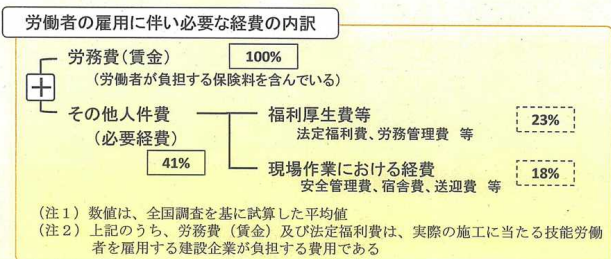 労働者の雇用に伴い必要な経費の内訳
労務費(賃金) 100%
(労働者が負担する保険料を含んでいる)
+
その他人件費
(必要経費)
41%
福利厚生費等 23%
法定福利費、労務管理費 等
現場作業における経費 18%
安全管理費、宿舎費、送迎費 等
(注1) 数値は、全国調査を基に試算した平均値
(注2) 上記のうち、労務費(賃金)及び法定福利費は、実際の施工に当たる技能労働
者を雇用する建設企業が負担する費用である